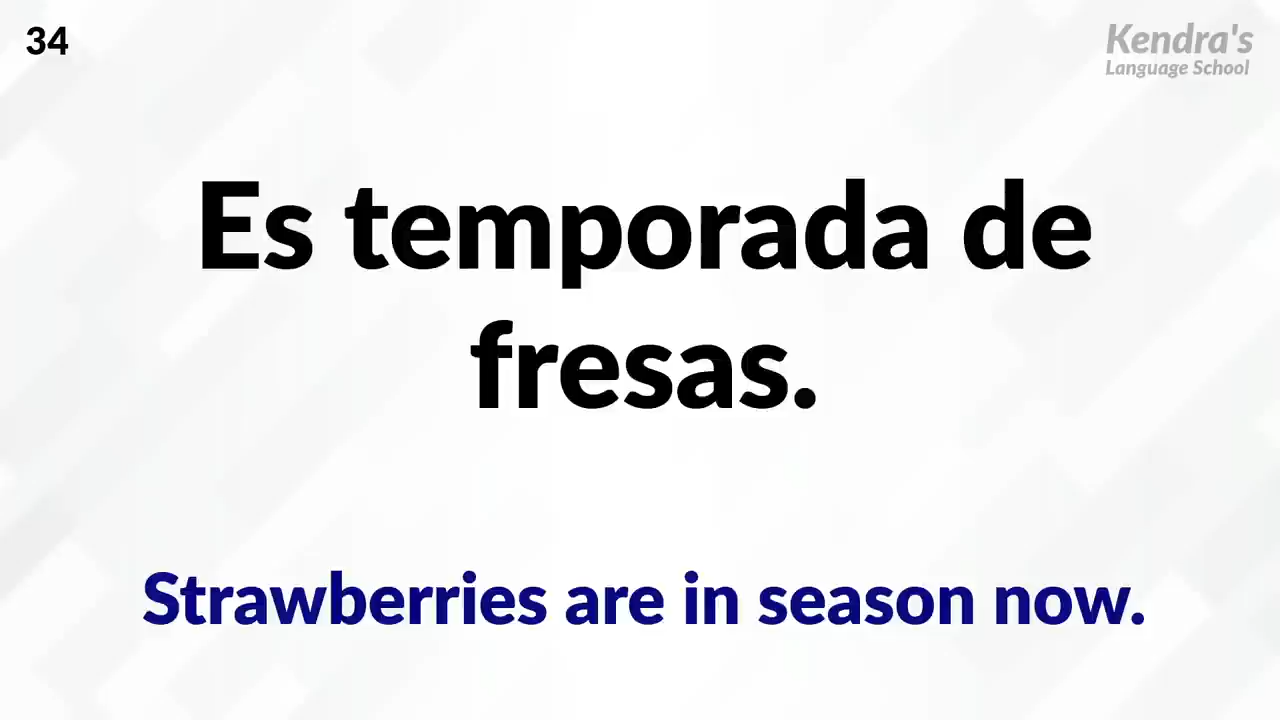 34
Kendra's
Language School
Es temporada de
fresas.
Strawberries are in season now.